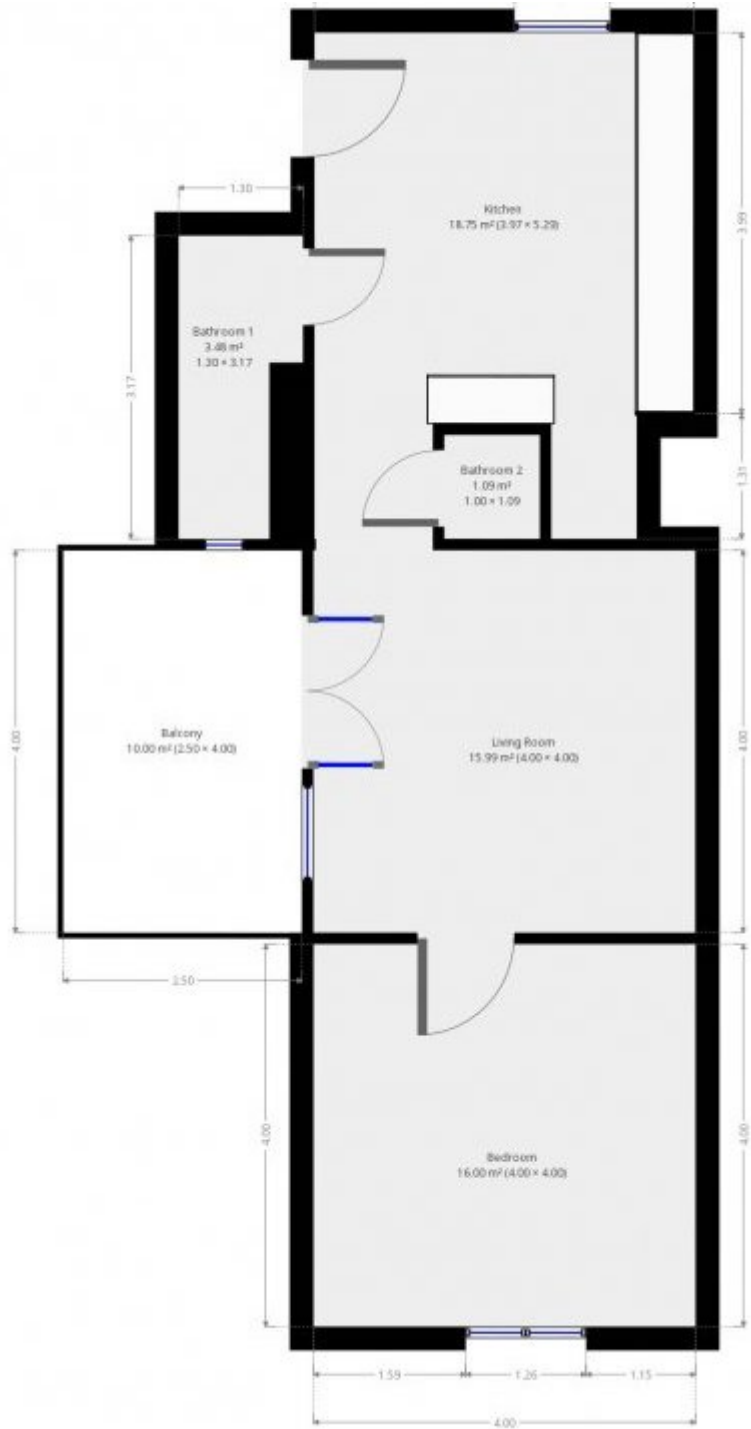 1.30
Kitchen
18.75 m² (3.97 × 5.29)
3.99
Bathroom 1
3.48 m²
1.30 × 3.17
3.17
Bathroom 2
1.09 m²
1.00 × 1.09
1.31
4.00
Balcony
10.00 m² (2.50 × 4.00)
Living Room
15.99 m² (4.00 × 4.00)
4.00
2.50
4.00
Bedroom
16.00 m² (4.00 × 4.00)
4.00
1.59
1.26
1.15
4.00